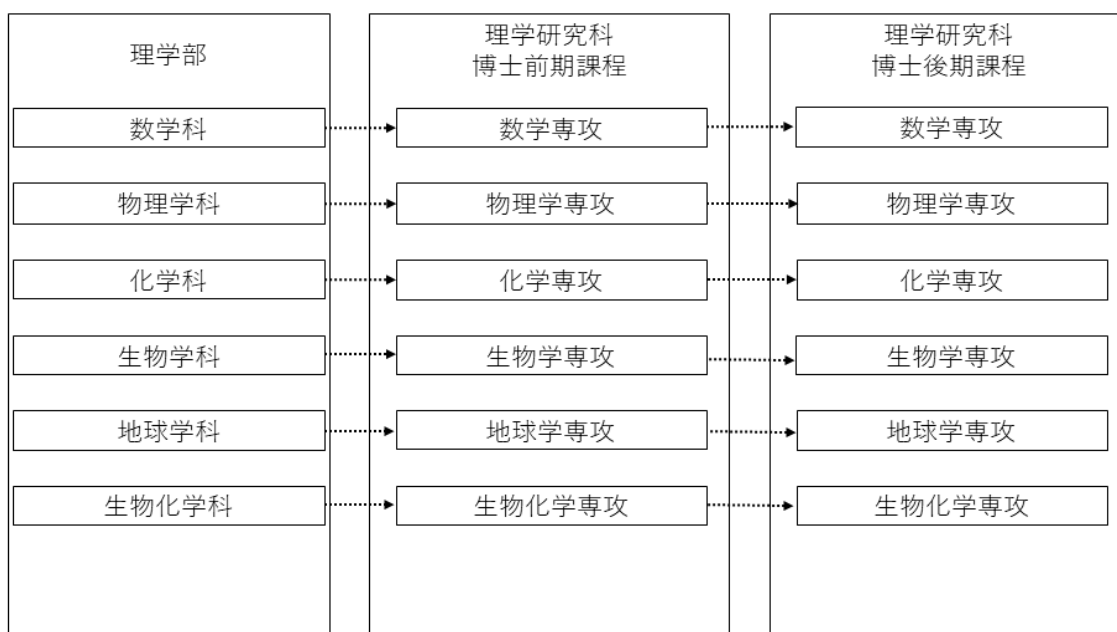 理学部
理学研究科
博士前期課程
理学研究科
博士後期課程
数学科
数学専攻
数学専攻
物理学科
物理学専攻
物理学専攻
化学科
化学専攻
化学専攻
生物学科
生物学専攻
生物学専攻
地球学科
地球学専攻
地球学専攻
生物化学科
生物化学専攻
生物化学専攻